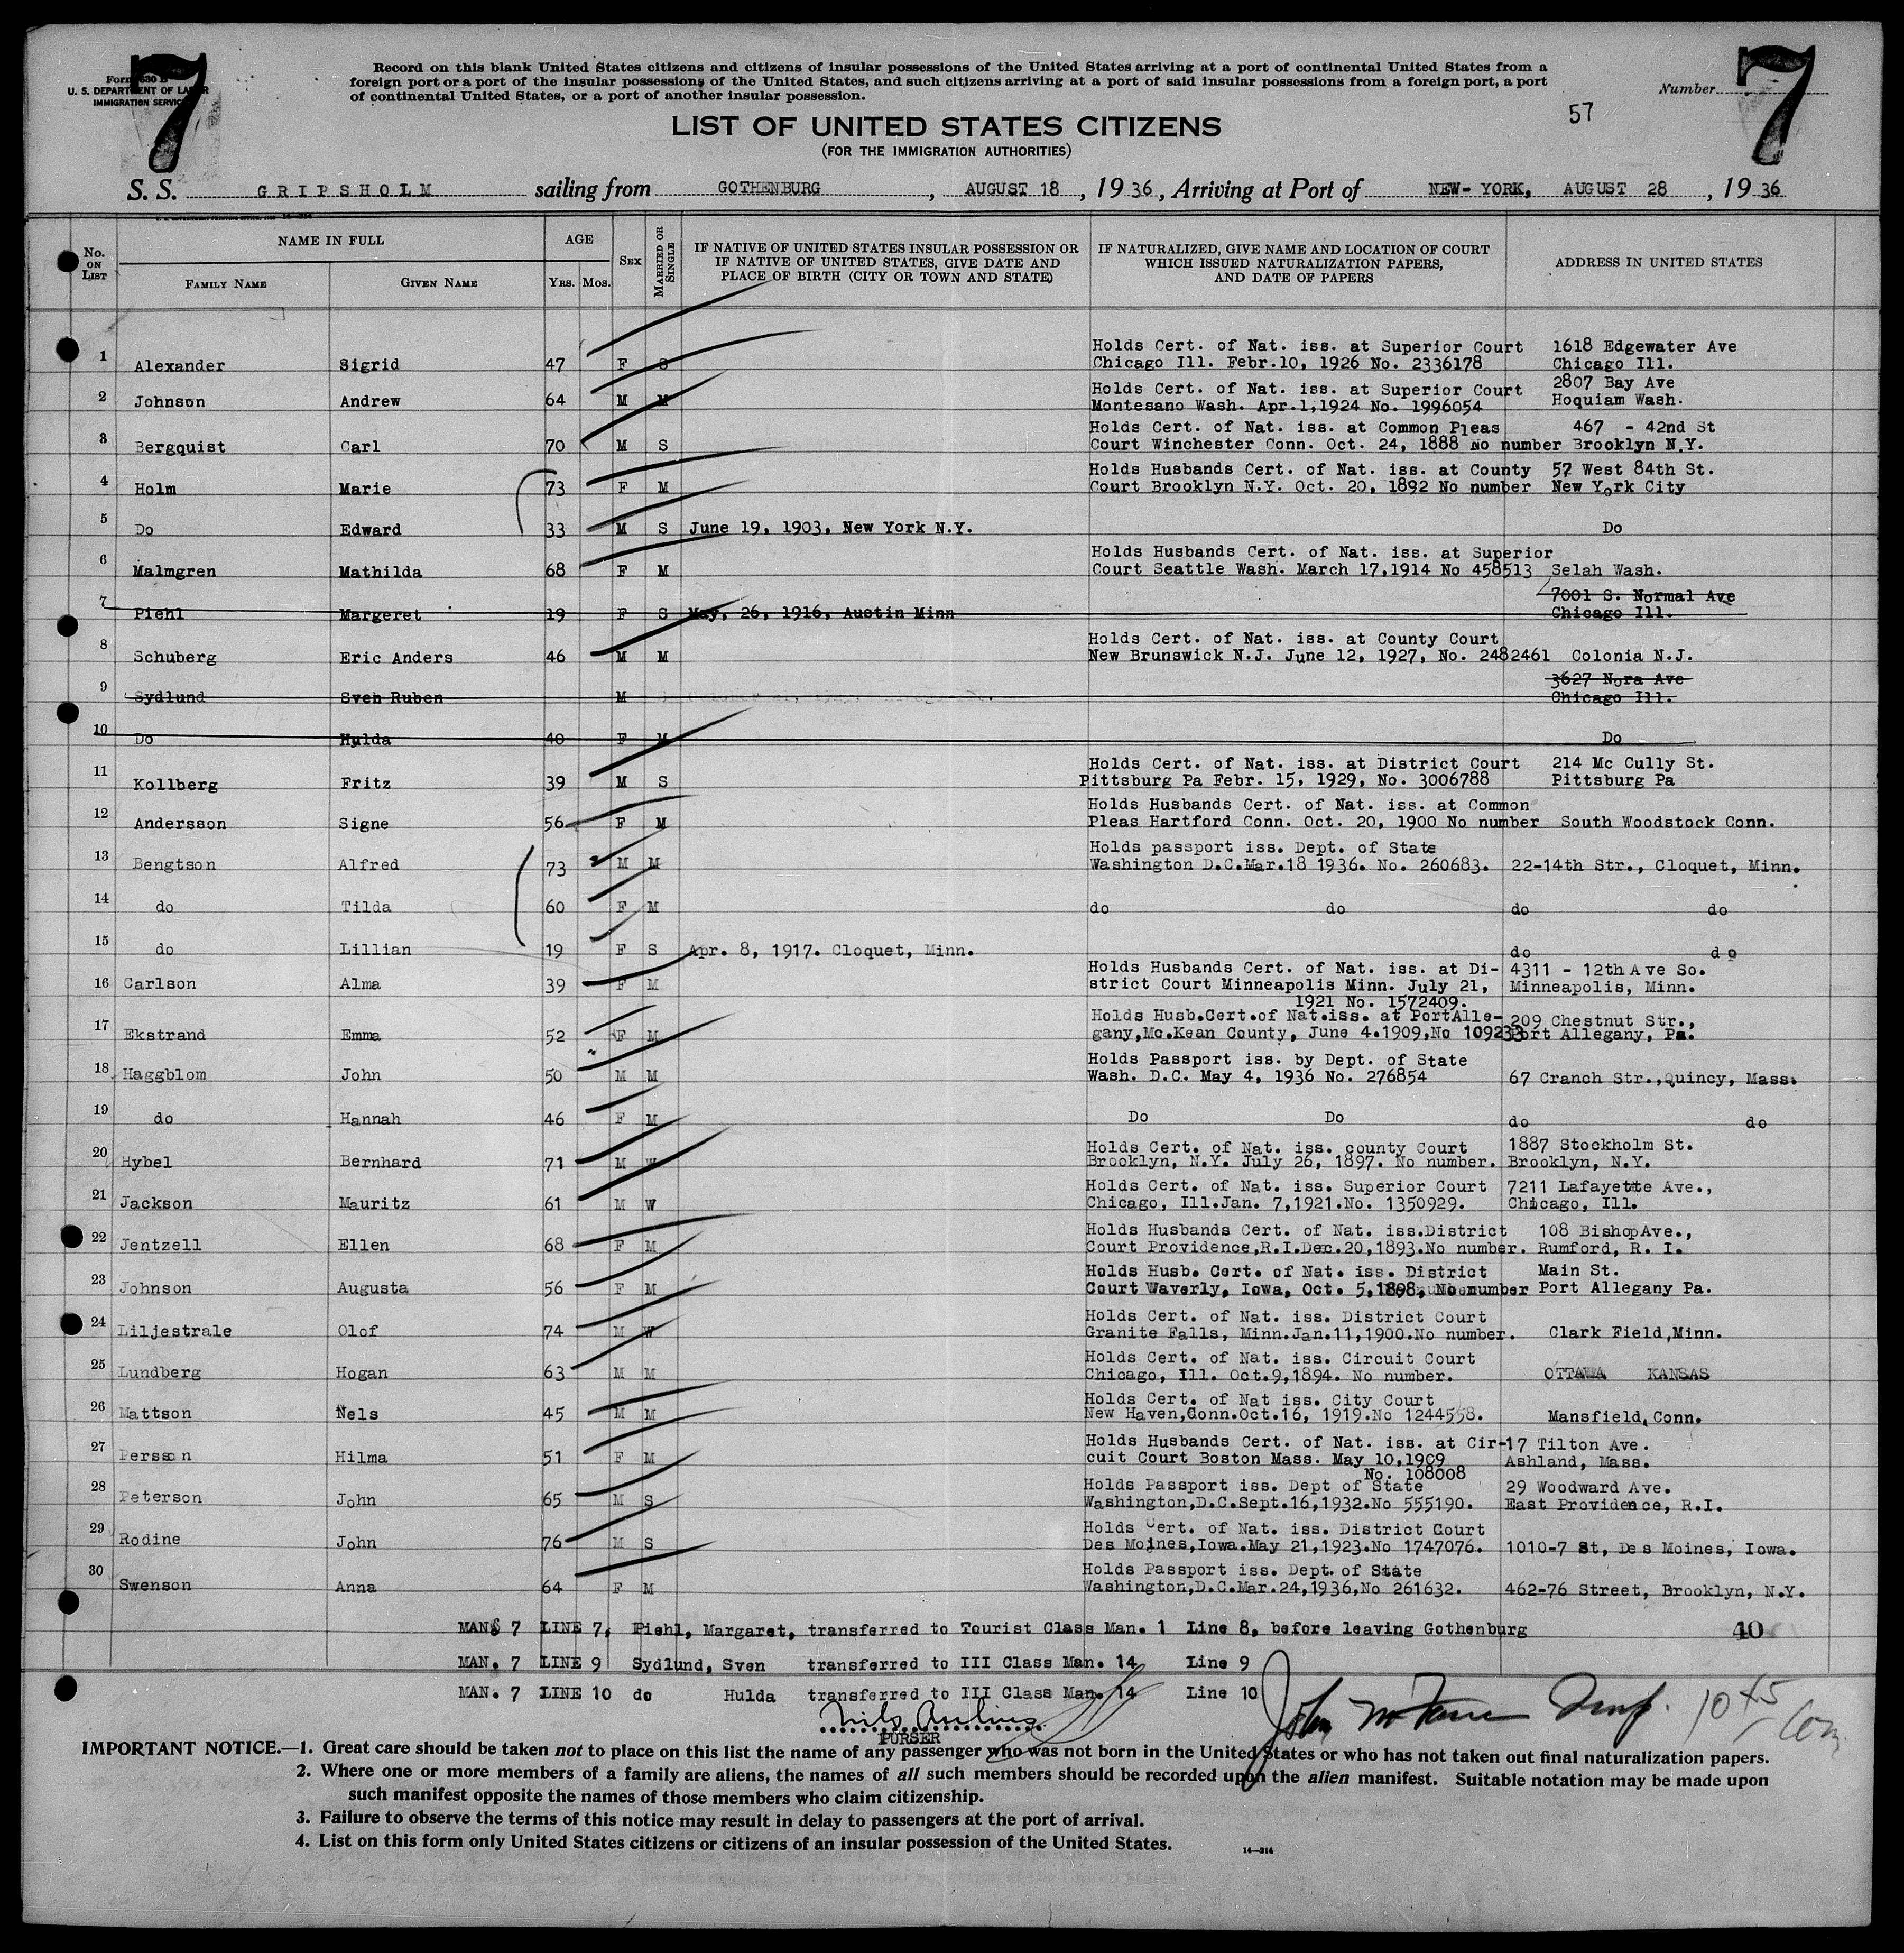 7
7
Form 630 B
U. S. DEPARTMENT OF LABOR
IMMIGRATION SERVICE
Record on this blank United States citizens and citizens of insular possessions of the United States arriving at a port of continental United States from a
foreign port or a port of the insular possessions of the United States, and such citizens arriving at a port of said insular possessions from a foreign port, a port
of continental United States, or a port of another insular possession.
Number
57
LIST OF UNITED STATES CITIZENS
(FOR THE IMMIGRATION AUTHORITIES)
S. S. GRIPSHOLM sailing from GOTHENBURG, AUGUST 18, 1936, Arriving at Port of NEW-YORK, AUGUST 28, 1936
No. ON LIST
NAME IN FULL
FAMILY NAME GIVEN NAME
AGE
Yrs. Mos.
SEX
MARRIED OR SINGLE
IF NATIVE OF UNITED STATES INSULAR POSSESSION OR
IF NATIVE OF UNITED STATES, GIVE DATE AND
PLACE OF BIRTH (CITY OR TOWN AND STATE)
IF NATURALIZED, GIVE NAME AND LOCATION OF COURT
WHICH ISSUED NATURALIZATION PAPERS,
AND DATE OF PAPERS
ADDRESS IN UNITED STATES
Holds Cert. of Nat. iss. at Superior Court 1618 Edgewater Ave
1 Alexander Sigrid 47 F S Chicago Ill. Febr.10, 1926 No. 2336178 Chicago Ill.
Holds Cert. of Nat. iss. at Superior Court 2807 Bay Ave
2 Johnson Andrew 64 M M Montesano Wash. Apr.1,1924 No. 1996054 Hoquiam Wash.
Holds Cert. of Nat. iss. at Common Pleas 467 - 42nd St
3 Bergquist Carl 70 M S Court Winchester Conn. Oct. 24, 1888 No number Brooklyn N.Y.
Holds Husbands Cert. of Nat. iss. at County 57 West 84th St.
4 Holm Marie 73 F M Court Brooklyn N.Y. Oct. 20, 1892 No number New York City
5 Do Edward 33 M S June 19, 1903, New York N.Y. Do
Holds Husbands Cert. of Nat. iss. at Superior
6 Malmgren Mathilda 68 F M Court Seattle Wash. March 17,1914 No 458513 Selah Wash.
7001 S. Normal Ave
7 Piehl Margeret 19 F S May, 26, 1916, Austin Minn Chicago Ill.
Holds Cert. of Nat. iss. at County Court
8 Schuberg Eric Anders 46 M M New Brunswick N.J. June 12, 1927, No. 2482461 Colonia N.J.
3627 Nora Ave
9 Sydlund Sven Ruben M Chicago Ill.
10 Do Hulda 40 F M Do
Holds Cert. of Nat. iss. at District Court 214 Mc Cully St.
11 Kollberg Fritz 39 M S Pittsburg Pa Febr. 15, 1929, No. 3006788 Pittsburg Pa
Holds Husbands Cert. of Nat. iss. at Common
12 Andersson Signe 56 F M Pleas Hartford Conn. Oct. 20, 1900 No number South Woodstock Conn.
Holds passport iss. Dept. of State
13 Bengtson Alfred 73 M M Washington D.C.Mar.18 1936. No. 260683. 22-14th Str., Cloquet, Minn.
14 do Tilda 60 F M do do do do
15 do Lillian 19 F S Apr. 8, 1917. Cloquet, Minn. do do
Holds Husbands Cert. of Nat. iss. at Di- 4311 - 12th Ave So.
16 Carlson Alma 39 F M strict Court Minneapolis Minn. July 21, Minneapolis, Minn.
1921 No. 1572409.
Holds Husb.Cert.of Nat.iss. at PortAlle- 209 Chestnut Str.,
17 Ekstrand Emma 52 F M gany,Mc.Kean County, June 4.1909,No 109233 Port Allegany, Pa.
Holds Passport iss. by Dept. of State
18 Haggblom John 50 M M Wash. D.C. May 4, 1936 No. 276854 67 Cranch Str.,Quincy, Mass.
19 do Hannah 46 F M Do Do do do
Holds Cert. of Nat. iss. county Court 1887 Stockholm St.
20 Hybel Bernhard 71 M W Brooklyn, N.Y. July 26, 1897. No number. Brooklyn, N.Y.
Holds Cert. of Nat. iss. Superior Court 7211 Lafayette Ave.,
21 Jackson Mauritz 61 M W Chicago, Ill.Jan. 7,1921.No. 1350929. Chicago, Ill.
Holds Husbands Cert. of Nat. iss.District 108 BishopAve.,
22 Jentzell Ellen 68 F M Court Providence,R.I.Dec.20,1893.No number. Rumford, R. I.
Holds Husb. Cert. of Nat. iss. District Main St.
23 Johnson Augusta 56 F M Court Waverly, Iowa, Oct. 5,1898, No number Port Allegany Pa.
Holds Cert. of Nat. iss. District Court
24 Liljestrale Olof 74 M W Granite Falls, Minn.Jan.11,1900.No number. Clark Field,Minn.
Holds Cert. of Nat. iss. Circuit Court
25 Lundberg Hogan 63 M M Chicago, Ill. Oct.9,1894. No number. OTTAWA KANSAS
Holds Cert. of Nat iss. City Court
26 Mattson Nels 45 M M New Haven,Conn.Oct.16, 1919.No 1244558. Mansfield, Conn.
Holds Husbands Cert. of Nat. iss. at Cir- 17 Tilton Ave.
27 Persson Hilma 51 F M cuit Court Boston Mass. May 10,1909 Ashland, Mass.
No. 108008
Holds Passport iss. Dept of State 29 Woodward Ave.
28 Peterson John 65 M S Washington,D.C.Sept.16,1932.No 555190. East Providence, R.I.
Holds Cert. of Nat. iss. District Court
29 Rodine John 76 M S Des Moines,Iowa.May 21,1923.No 1747076. 1010-7 St, Des Moines, Iowa.
Holds Passport iss. Dept. of State
30 Swenson Anna 64 F M Washington,D.C.Mar.24,1936,No 261632. 462-76 Street, Brooklyn, N.Y.
MAN. 7 LINE 7, Piehl, Margaret, transferred to Tourist Class Man. 1 Line 8, before leaving Gothenburg 40
MAN. 7 LINE 9 Sydlund, Sven transferred to III Class Man. 14 Line 9
MAN. 7 LINE 10 do Hulda transferred to III Class Man. 14 Line 10
PURSER
IMPORTANT NOTICE.—1. Great care should be taken not to place on this list the name of any passenger who was not born in the United States or who has not taken out final naturalization papers.
2. Where one or more members of a family are aliens, the names of all such members should be recorded upon the alien manifest. Suitable notation may be made upon
such manifest opposite the names of those members who claim citizenship.
3. Failure to observe the terms of this notice may result in delay to passengers at the port of arrival.
4. List on this form only United States citizens or citizens of an insular possession of the United States.
14—314